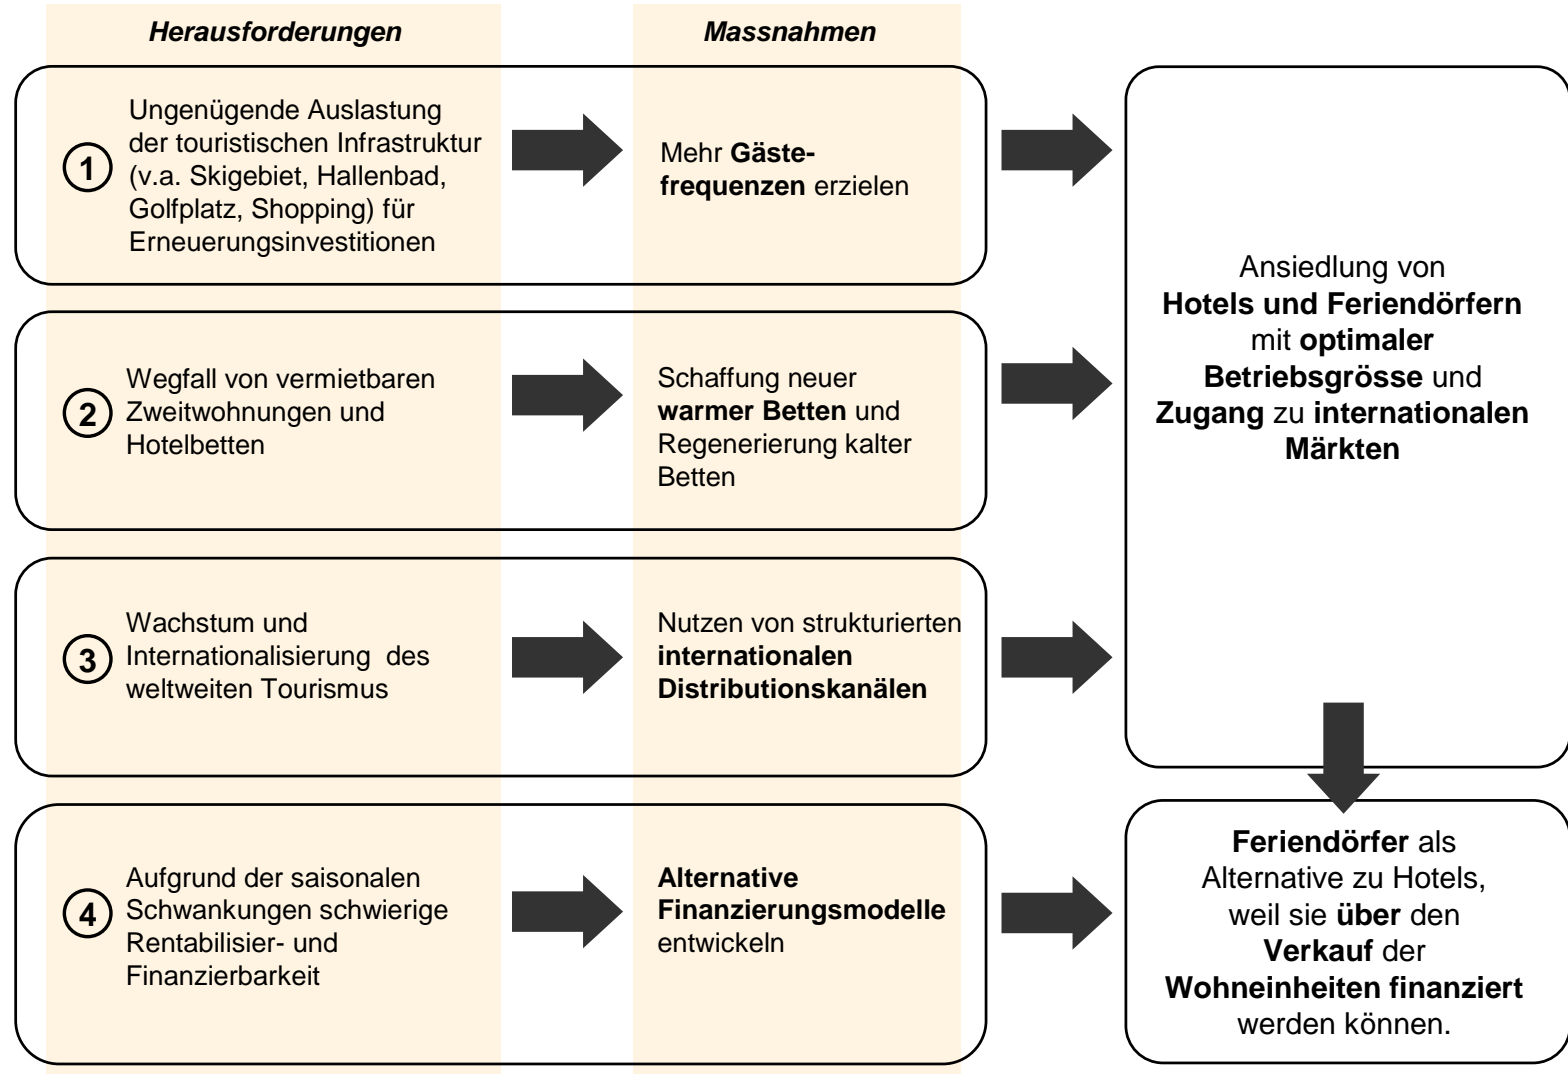 Herausforderungen
Massnahmen
1
Ungenügende Auslastung
der touristischen Infrastruktur
(v.a. Skigebiet, Hallenbad,
Golfplatz, Shopping) für
Erneuerungsinvestitionen
Mehr Gäste-
frequenzen erzielen
2
Wegfall von vermietbaren
Zweitwohnungen und
Hotelbetten
Schaffung neuer
warmer Betten und
Regenerierung kalter
Betten
3
Wachstum und
Internationalisierung des
weltweiten Tourismus
Nutzen von strukturierten
internationalen
Distributionskanälen
Ansiedlung von
Hotels und Feriendörfern
mit optimaler
Betriebsgrösse und
Zugang zu internationalen
Märkten
4
Aufgrund der saisonalen
Schwankungen schwierige
Rentabilisier- und
Finanzierbarkeit
Alternative
Finanzierungsmodelle
entwickeln
Feriendörfer als
Alternative zu Hotels,
weil sie über den
Verkauf der
Wohneinheiten finanziert
werden können.